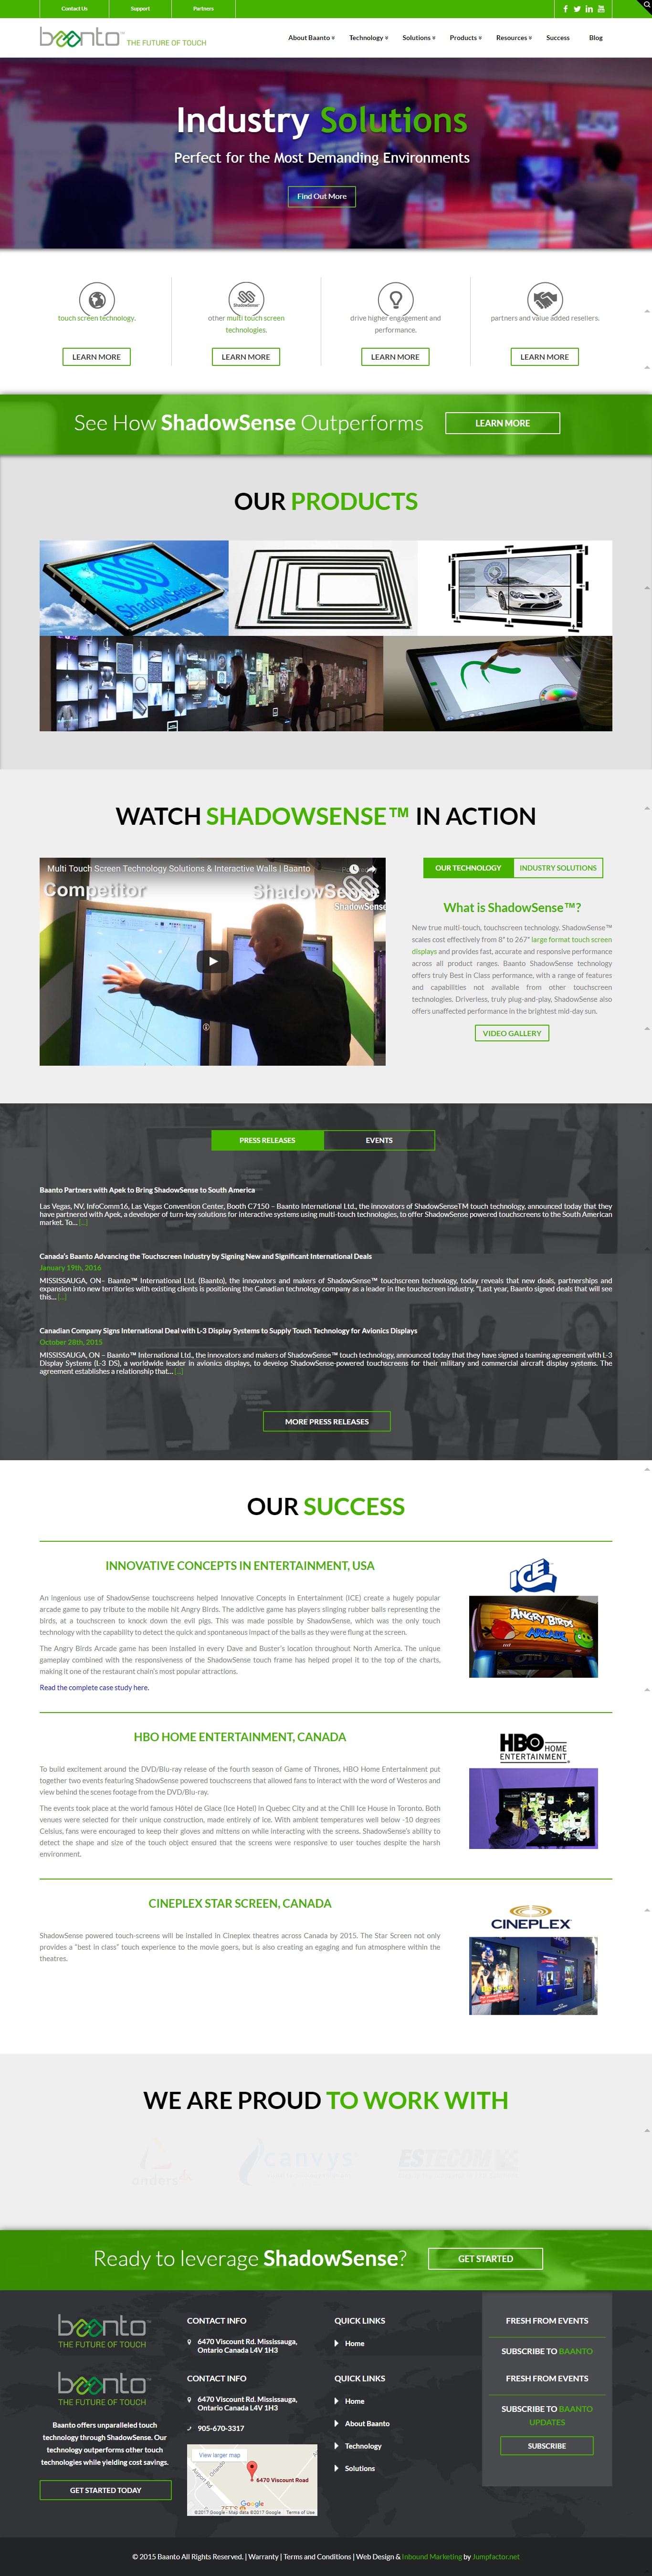 Contact Us
Support
Partners
baanto™ THE FUTURE OF TOUCH
About Baanto
Technology
Solutions
Products
Resources
Success
Blog
Industry Solutions
Perfect for the Most Demanding Environments
Find Out More
ShadowSense
touch screen technology.
other multi touch screen
technologies.
drive higher engagement and
performance.
partners and value added resellers.
LEARN MORE
LEARN MORE
LEARN MORE
LEARN MORE
See How ShadowSense Outperforms
LEARN MORE
OUR PRODUCTS
ShadowSense
WATCH SHADOWSENSE™ IN ACTION
Multi Touch Screen Technology Solutions & Interactive Walls | Baanto
Competitor
ShadowSense
ShadowSense
OUR TECHNOLOGY
INDUSTRY SOLUTIONS
What is ShadowSense™?
New true multi-touch, touchscreen technology. ShadowSense™
scales cost effectively from 8" to 267" large format touch screen
displays and provides fast, accurate and responsive performance
across all product ranges. Baanto ShadowSense technology
offers truly Best in Class performance, with a range of features
and capabilities not available from other touchscreen
technologies. Driverless, truly plug-and-play, ShadowSense also
offers unaffected performance in the brightest mid-day sun.
VIDEO GALLERY
PRESS RELEASES
EVENTS
Baanto Partners with Apek to Bring ShadowSense to South America
Las Vegas, NV, InfoComm16, Las Vegas Convention Center, Booth C7150 – Baanto International Ltd., the innovators of ShadowSenseTM touch technology, announced today that they
have partnered with Apek, a developer of turn-key solutions for interactive systems using multi-touch technologies, to offer ShadowSense powered touchscreens to the South American
market. To... [...]
Canada's Baanto Advancing the Touchscreen Industry by Signing New and Significant International Deals
January 19th, 2016
MISSISSAUGA, ON– Baanto™ International Ltd. (Baanto), the innovators and makers of ShadowSense™ touchscreen technology, today reveals that new deals, partnerships and
expansion into new territories with existing clients is positioning the Canadian technology company as a leader in the touchscreen industry. "Last year, Baanto signed deals that will see
this... [...]
Canadian Company Signs International Deal with L-3 Display Systems to Supply Touch Technology for Avionics Displays
October 28th, 2015
MISSISSAUGA, ON – Baanto™ International Ltd., the innovators and makers of ShadowSense™ touch technology, announced today that they have signed a teaming agreement with L-3
Display Systems (L-3 DS), a worldwide leader in avionics displays, to develop ShadowSense-powered touchscreens for their military and commercial aircraft display systems. The
agreement establishes a relationship that... [...]
MORE PRESS RELEASES
OUR SUCCESS
INNOVATIVE CONCEPTS IN ENTERTAINMENT, USA
An ingenious use of ShadowSense touchscreens helped Innovative Concepts in Entertainment (ICE) create a hugely popular
arcade game to pay tribute to the mobile hit Angry Birds. The addictive game has players slinging rubber balls representing the
birds, at a touchscreen to knock down the evil pigs. This was made possible by ShadowSense, which was the only touch
technology with the capability to detect the quick and spontaneous impact of the balls as they were flung at the screen.
The Angry Birds Arcade game has been installed in every Dave and Buster's location throughout North America. The unique
gameplay combined with the responsiveness of the ShadowSense touch frame has helped propel it to the top of the charts,
making it one of the restaurant chain's most popular attractions.
Read the complete case study here.
ICE
ANGRY BIRDS
ARCADE
HBO HOME ENTERTAINMENT, CANADA
To build excitement around the DVD/Blu-ray release of the fourth season of Game of Thrones, HBO Home Entertainment put
together two events featuring ShadowSense powered touchscreens that allowed fans to interact with the world of Westeros and
view behind the scenes footage from the DVD/Blu-ray.
The events took place at the world famous Hôtel de Glace (Ice Hotel) in Quebec City and at the Chill Ice House in Toronto. Both
venues were selected for their unique construction, made entirely of ice. With ambient temperatures well below -10 degrees
Celsius, fans were encouraged to keep their gloves and mittens on while interacting with the screens. ShadowSense's ability to
detect the shape and size of the touch object ensured that the screens were responsive to user touches despite the harsh
environment.
HBO HOME
ENTERTAINMENT
CINEPLEX STAR SCREEN, CANADA
ShadowSense powered touch-screens will be installed in Cineplex theatres across Canada by 2015. The Star Screen not only
provides a "best in class" touch experience to the movie goers, but is also creating an egaging and fun atmosphere within the
theatres.
CINEPLEX
WE ARE PROUD TO WORK WITH
canvys
ESTECOM
Ready to leverage ShadowSense?
GET STARTED
baanto™
THE FUTURE OF TOUCH
CONTACT INFO
6470 Viscount Rd. Mississauga,
Ontario Canada L4V 1H3
QUICK LINKS
Home
FRESH FROM EVENTS
SUBSCRIBE TO BAANTO
baanto™
THE FUTURE OF TOUCH
Baanto offers unparalleled touch
technology through ShadowSense. Our
technology outperforms other touch
technologies while yielding cost savings.
GET STARTED TODAY
CONTACT INFO
6470 Viscount Rd. Mississauga,
Ontario Canada L4V 1H3
905-670-3317
View larger map
Orlando
Airport Rd
6470 Viscount Road
Google
©2017 Google - Map data ©2017 Google
Terms of Use
QUICK LINKS
Home
About Baanto
Technology
Solutions
FRESH FROM EVENTS
SUBSCRIBE TO BAANTO
UPDATES
SUBSCRIBE
© 2015 Baanto All Rights Reserved. | Warranty | Terms and Conditions | Web Design & Inbound Marketing by Jumpfactor.net